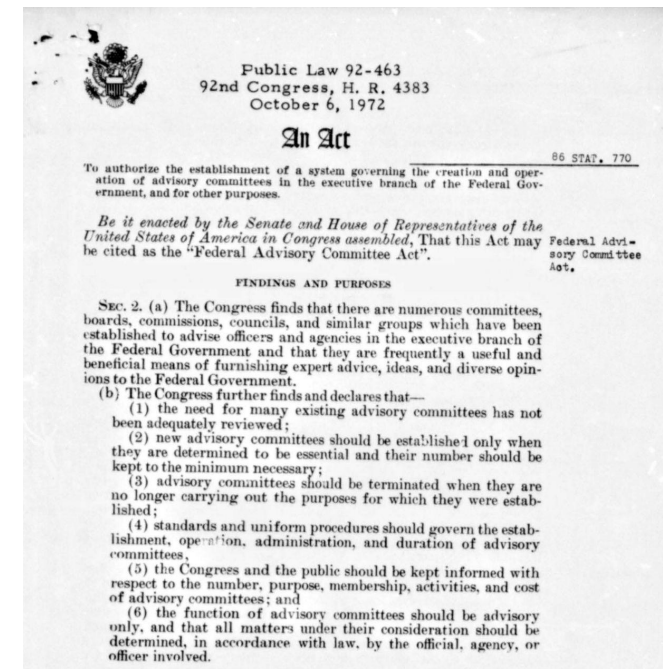 Public Law 92-463
92nd Congress, H. R. 4383
October 6, 1972
An Act
86 STAT. 770
To authorize the establishment of a system governing the creation and oper-
ation of advisory committees in the executive branch of the Federal Gov-
ernment, and for other purposes.
Be it enacted by the Senate and House of Representatives of the
United States of America in Congress assembled, That this Act may
be cited as the "Federal Advisory Committee Act".
Federal Advi-
sory Committee
Act.
FINDINGS AND PURPOSES
SEC. 2. (a) The Congress finds that there are numerous committees,
boards, commissions, councils, and similar groups which have been
established to advise officers and agencies in the executive branch of
the Federal Government and that they are frequently a useful and
beneficial means of furnishing expert advice, ideas, and diverse opin-
ions to the Federal Government.
(b) The Congress further finds and declares that—
(1) the need for many existing advisory committees has not
been adequately reviewed;
(2) new advisory committees should be established only when
they are determined to be essential and their number should be
kept to the minimum necessary;
(3) advisory committees should be terminated when they are
no longer carrying out the purposes for which they were estab-
lished;
(4) standards and uniform procedures should govern the estab-
lishment, operation, administration, and duration of advisory
committees,
(5) the Congress and the public should be kept informed with
respect to the number, purpose, membership, activities, and cost
of advisory committees; and
(6) the function of advisory committees should be advisory
only, and that all matters under their consideration should be
determined, in accordance with law, by the official, agency, or
officer involved.